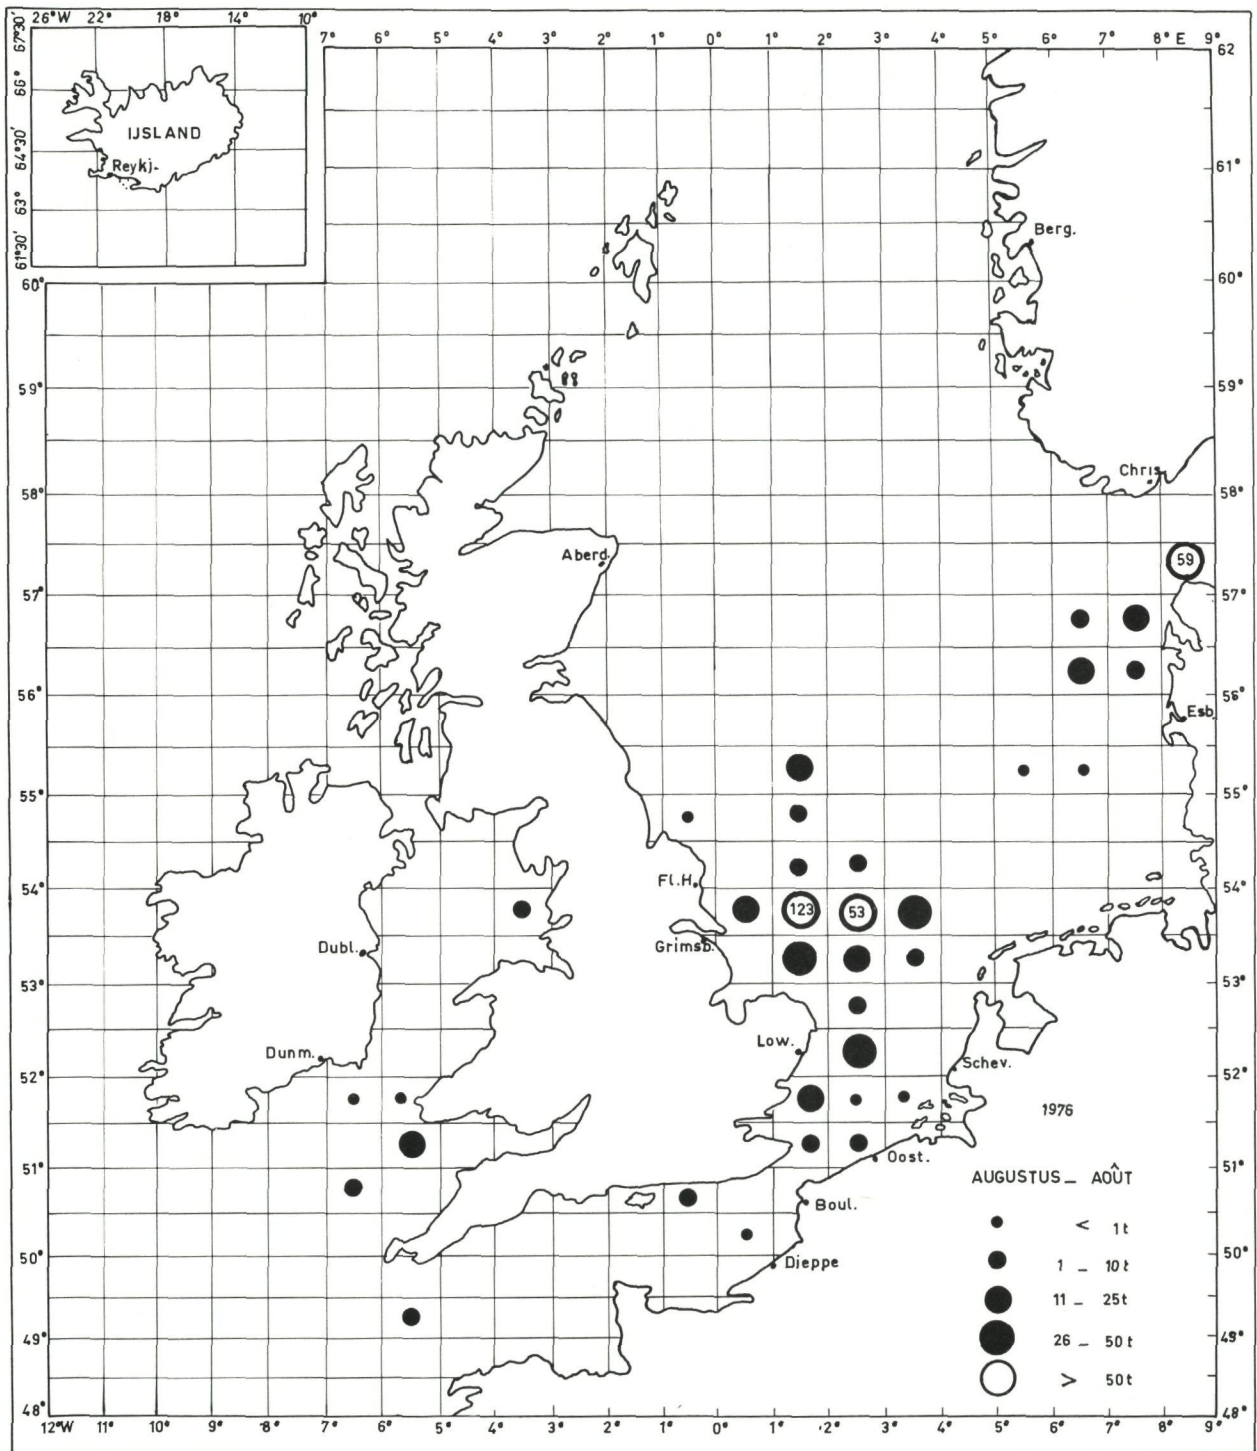 26°W 22° 18° 14° 10°
67°30' 66° 64°30' 63° 61°30'
IJSLAND
Reykj.
7° 6° 5° 4° 3° 2° 1° 0° 1° 2° 3° 4° 5° 6° 7° 8° E 9°
62
61°
60° 60°
59° 59°
58° 58°
57° 57°
56° 56°
55° 55°
54° 54°
53° 53°
52° 52°
51° 51°
50° 50°
49° 49°
48° 48°
Berg.
Chris
Aberd.
59
Esb
Fl.H.
123
53
Grimsb.
Dubl.
Low.
Dunm.
Schev.
1976
Oost.
AUGUSTUS_ AOÛT
Boul.
< 1t
Dieppe
1 _ 10t
11 _ 25t
26 _ 50t
> 50t
12°W 11° 10° 9° 8° 7° 6° 5° 4° 3° 2° 1° 0° 1° 2° 3° 4° 5° 6° 7° 8° 9°